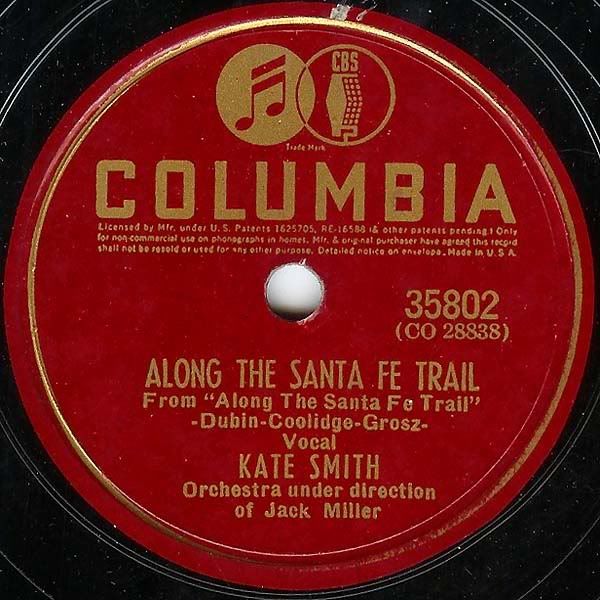 CBS
Trade Mark
COLUMBIA
Licensed by Mfr. under U.S. Patents 1625705, RE-16588 (& other patents pending.) Only
for non-commercial use on phonographs in homes. Mfr. & original purchaser have agreed this record
shall not be resold or used for any other purpose. Detailed notice on envelope. Made in U.S.A.
35802
(CO 28838)
ALONG THE SANTA FE TRAIL
From "Along The Santa Fe Trail"
-Dubin-Coolidge-Grosz-
Vocal
KATE SMITH
Orchestra under direction
of Jack Miller